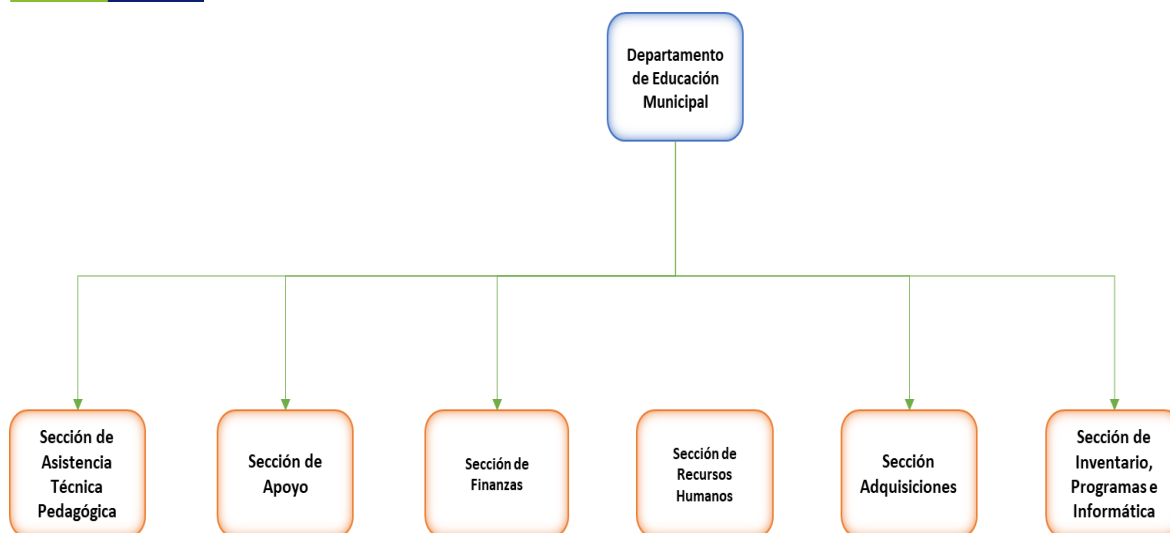 Departamento
de Educación
Municipal
Sección de
Asistencia
Técnica
Pedagógica
Sección de
Apoyo
Sección de
Finanzas
Sección de
Recursos
Humanos
Sección
Adquisiciones
Sección de
Inventario,
Programas e
Informática